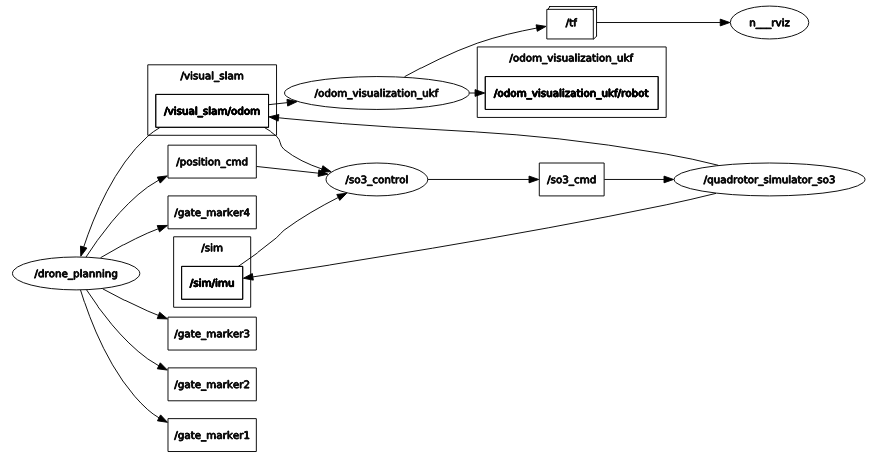 /tf
n___rviz
/odom_visualization_ukf
/visual_slam
/odom_visualization_ukf
/odom_visualization_ukf/robot
/visual_slam/odom
/position_cmd
/so3_control
/so3_cmd
/quadrotor_simulator_so3
/gate_marker4
/sim
/drone_planning
/sim/imu
/gate_marker3
/gate_marker2
/gate_marker1